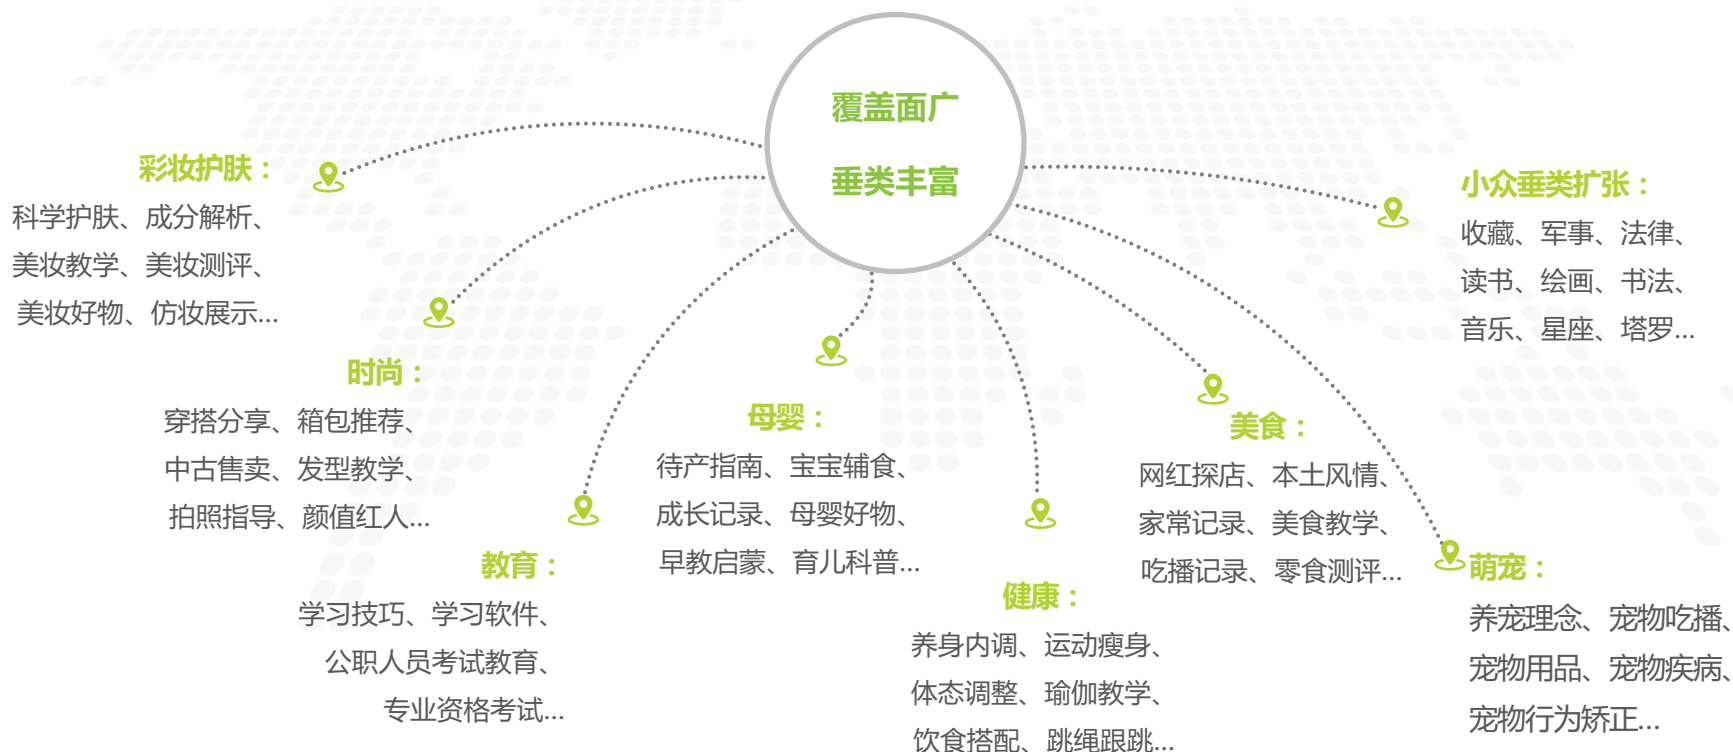 覆盖面广
垂类丰富
彩妆护肤：
科学护肤、成分解析、
美妆教学、美妆测评、
美妆好物、仿妆展示...
时尚：
穿搭分享、箱包推荐、
中古售卖、发型教学、
拍照指导、颜值红人...
教育：
学习技巧、学习软件、
公职人员考试教育、
专业资格考试...
母婴：
待产指南、宝宝辅食、
成长记录、母婴好物、
早教启蒙、育儿科普...
健康：
养身内调、运动瘦身、
体态调整、瑜伽教学、
饮食搭配、跳绳跟跳...
美食：
网红探店、本土风情、
家常记录、美食教学、
吃播记录、零食测评...
萌宠：
养宠理念、宠物吃播、
宠物用品、宠物疾病、
宠物行为矫正...
小众垂类扩张：
收藏、军事、法律、
读书、绘画、书法、
音乐、星座、塔罗...